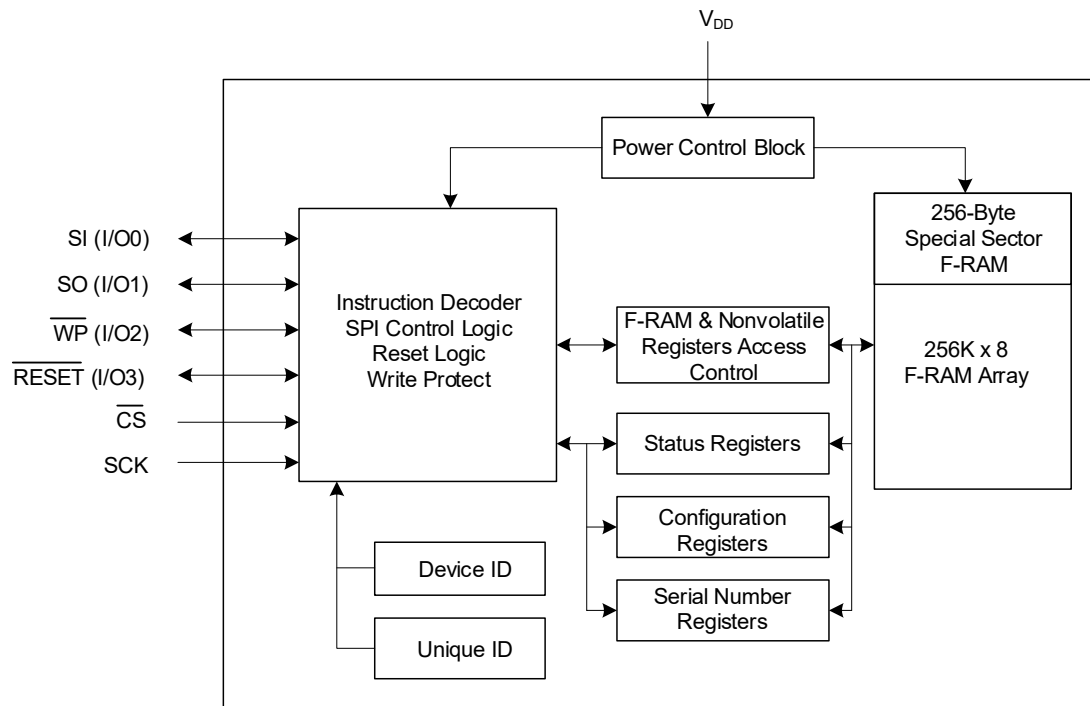 VDD
Power Control Block
256-Byte
Special Sector
F-RAM
256K x 8
F-RAM Array
SI (I/O0)
SO (I/O1)
WP (I/O2)
RESET (I/O3)
CS
SCK
Instruction Decoder
SPI Control Logic
Reset Logic
Write Protect
F-RAM & Nonvolatile
Registers Access
Control
Status Registers
Configuration
Registers
Serial Number
Registers
Device ID
Unique ID